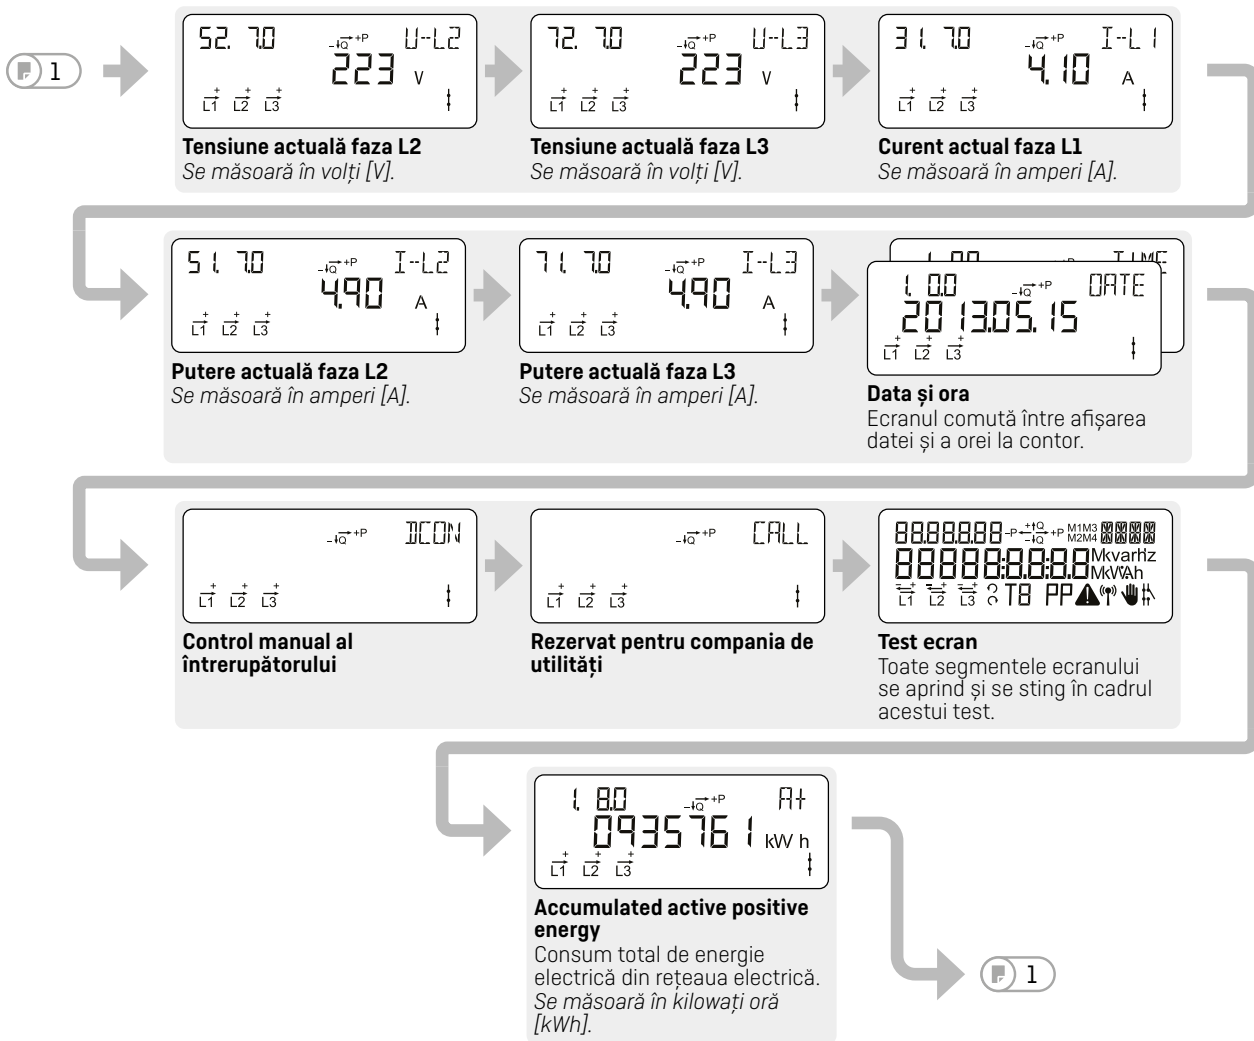 1
52. 7.0 -Q +P U--L2
223 V
L1 L2 L3
Tensiune actuală faza L2
Se măsoară în volți [V].
72. 7.0 -Q +P U--L3
223 V
L1 L2 L3
Tensiune actuală faza L3
Se măsoară în volți [V].
31. 7.0 -Q +P I--L1
4.10 A
L1 L2 L3
Curent actual faza L1
Se măsoară în amperi [A].
51. 7.0 -Q +P I--L2
4.90 A
L1 L2 L3
Putere actuală faza L2
Se măsoară în amperi [A].
71. 7.0 -Q +P I--L3
4.90 A
L1 L2 L3
Putere actuală faza L3
Se măsoară în amperi [A].
TIME
1. 0.0 -Q +P DATE
2013.05.15
L1 L2 L3
Data și ora
Ecranul comută între afișarea
datei și a orei la contor.
-Q +P DCON
L1 L2 L3
Control manual al
întrerupătorului
-Q +P CALL
L1 L2 L3
Rezervat pentru compania de
utilități
88.88.8.88 -P +Q -Q +P M1M3
M2M4
88888:8.8:8.8 Mkvarhz
MkWAh
L1 L2 L3 T8 PP
Test ecran
Toate segmentele ecranului
se aprind și se sting în cadrul
acestui test.
1. 8.0 -Q +P A+
0935761 kW h
L1 L2 L3
Accumulated active positive
energy
Consum total de energie
electrică din rețeaua electrică.
Se măsoară în kilowați oră
[kWh].
1